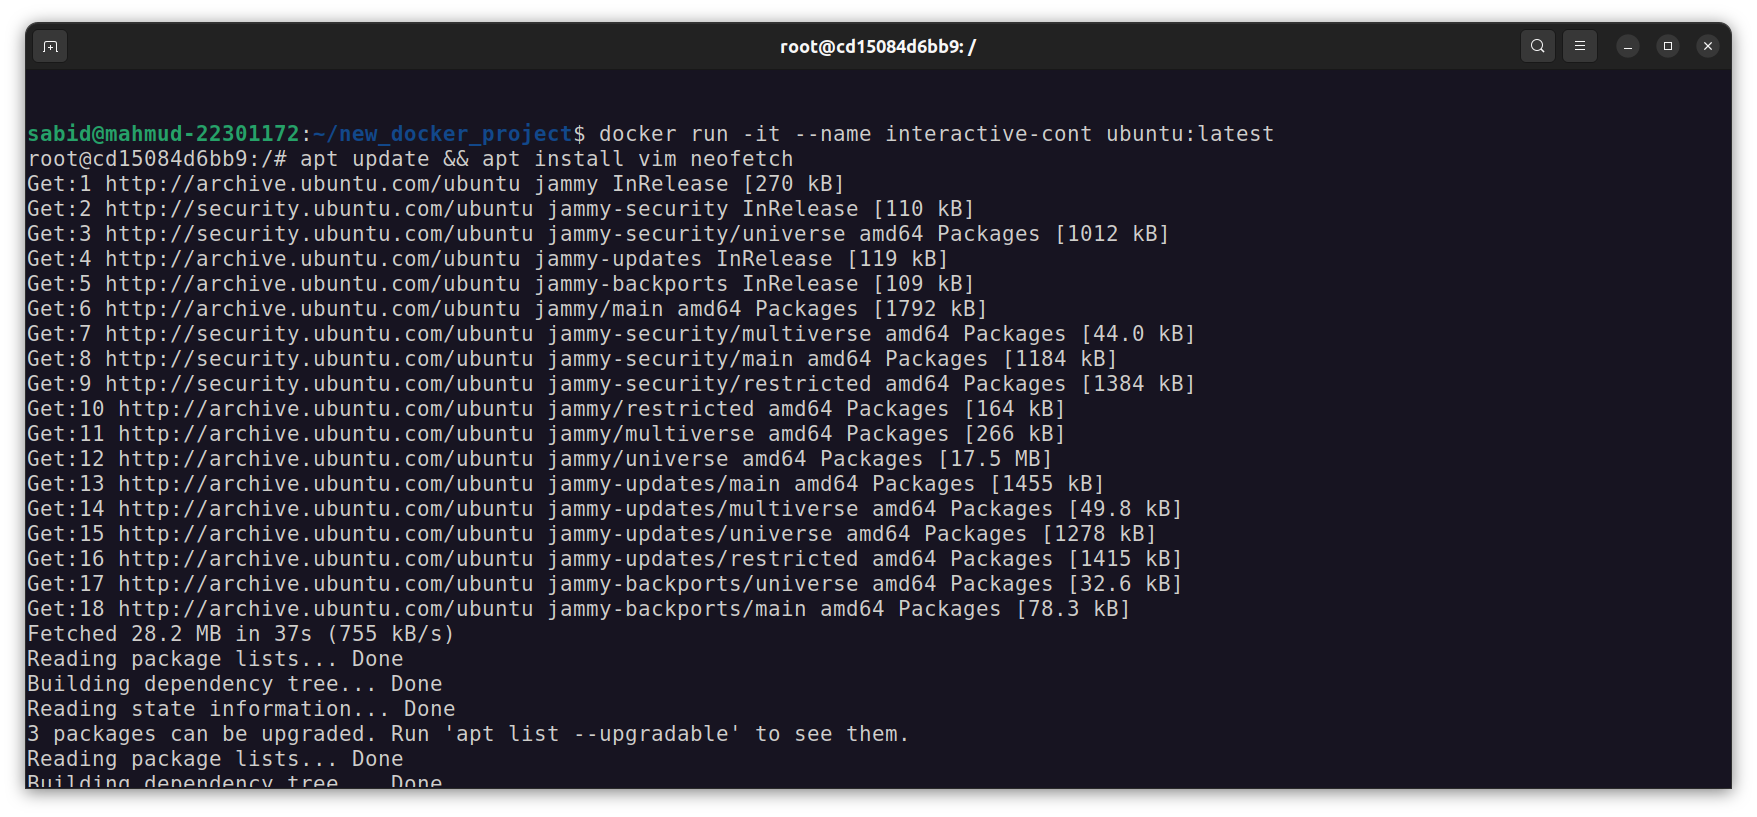 root@cd15084d6bb9: /
sabid@mahmud-22301172:~/new_docker_project$ docker run -it --name interactive-cont ubuntu:latest
root@cd15084d6bb9:/# apt update && apt install vim neofetch
Get:1 http://archive.ubuntu.com/ubuntu jammy InRelease [270 kB]
Get:2 http://security.ubuntu.com/ubuntu jammy-security InRelease [110 kB]
Get:3 http://security.ubuntu.com/ubuntu jammy-security/universe amd64 Packages [1012 kB]
Get:4 http://archive.ubuntu.com/ubuntu jammy-updates InRelease [119 kB]
Get:5 http://archive.ubuntu.com/ubuntu jammy-backports InRelease [109 kB]
Get:6 http://archive.ubuntu.com/ubuntu jammy/main amd64 Packages [1792 kB]
Get:7 http://security.ubuntu.com/ubuntu jammy-security/multiverse amd64 Packages [44.0 kB]
Get:8 http://security.ubuntu.com/ubuntu jammy-security/main amd64 Packages [1184 kB]
Get:9 http://security.ubuntu.com/ubuntu jammy-security/restricted amd64 Packages [1384 kB]
Get:10 http://archive.ubuntu.com/ubuntu jammy/restricted amd64 Packages [164 kB]
Get:11 http://archive.ubuntu.com/ubuntu jammy/multiverse amd64 Packages [266 kB]
Get:12 http://archive.ubuntu.com/ubuntu jammy/universe amd64 Packages [17.5 MB]
Get:13 http://archive.ubuntu.com/ubuntu jammy-updates/main amd64 Packages [1455 kB]
Get:14 http://archive.ubuntu.com/ubuntu jammy-updates/multiverse amd64 Packages [49.8 kB]
Get:15 http://archive.ubuntu.com/ubuntu jammy-updates/universe amd64 Packages [1278 kB]
Get:16 http://archive.ubuntu.com/ubuntu jammy-updates/restricted amd64 Packages [1415 kB]
Get:17 http://archive.ubuntu.com/ubuntu jammy-backports/universe amd64 Packages [32.6 kB]
Get:18 http://archive.ubuntu.com/ubuntu jammy-backports/main amd64 Packages [78.3 kB]
Fetched 28.2 MB in 37s (755 kB/s)
Reading package lists... Done
Building dependency tree... Done
Reading state information... Done
3 packages can be upgraded. Run 'apt list --upgradable' to see them.
Reading package lists... Done
Building dependency tree... Done